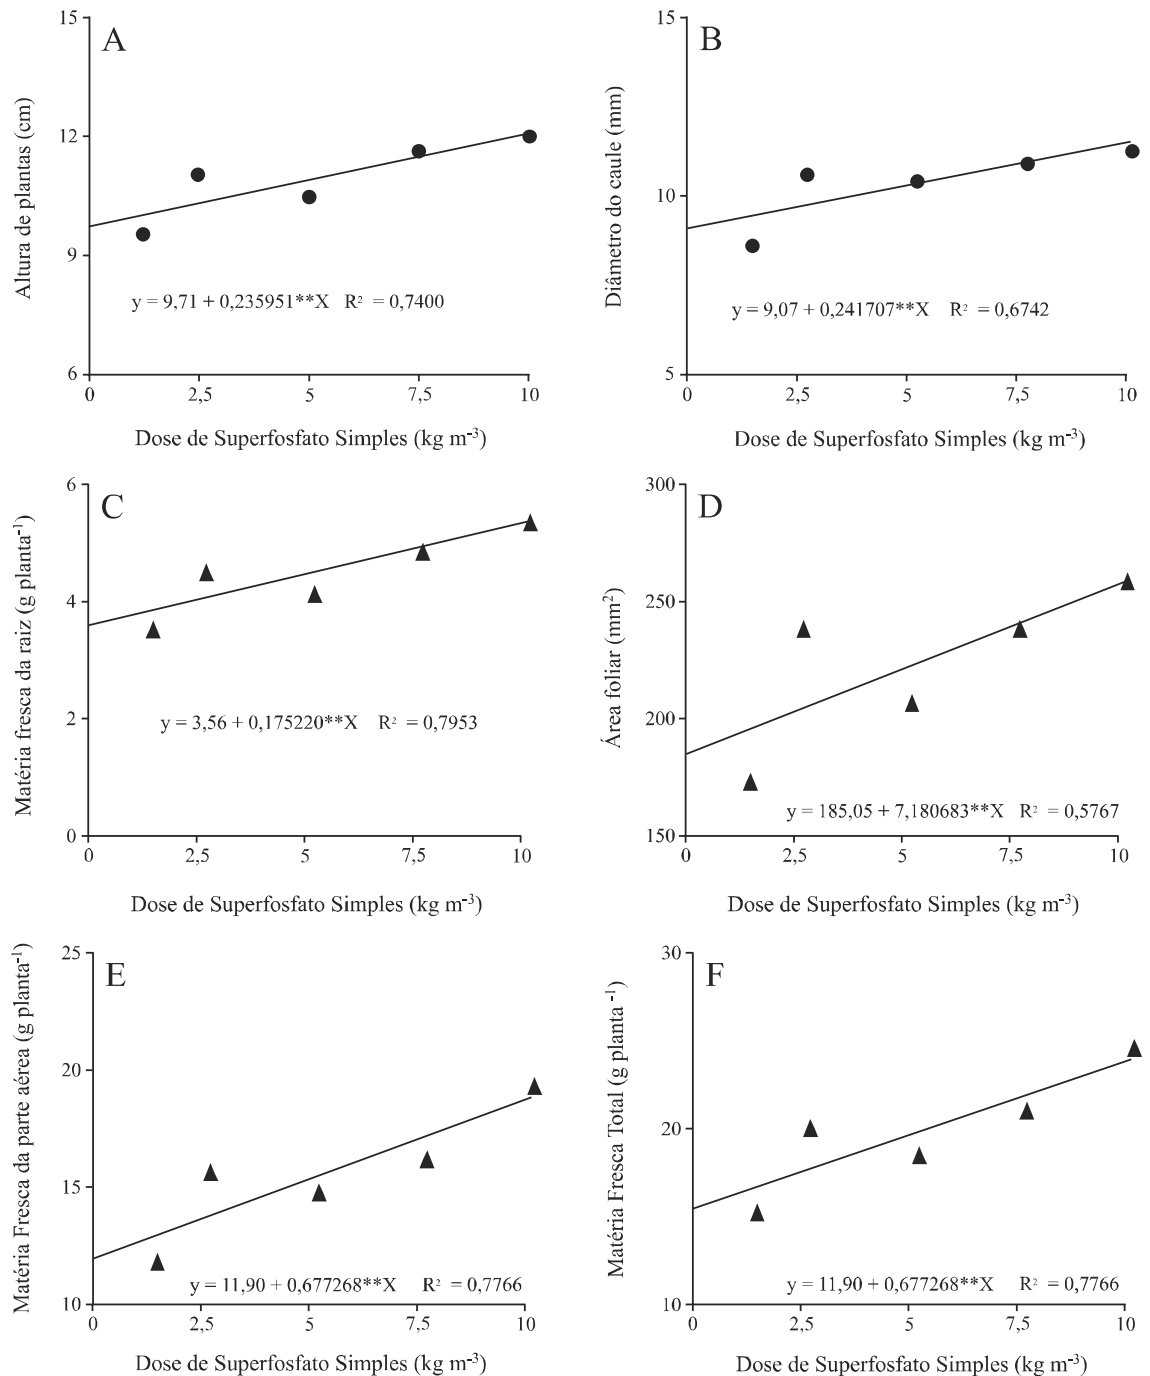 A
Altura de plantas (cm)
15
12
9
6
y = 9,71 + 0,235951**X R² = 0,7400
0 2,5 5 7,5 10
Dose de Superfosfato Simples (kg m⁻³)
B
Diâmetro do caule (mm)
15
10
5
y = 9,07 + 0,241707**X R² = 0,6742
0 2,5 5 7,5 10
Dose de Superfosfato Simples (kg m⁻³)
C
Matéria fresca da raiz (g planta⁻¹)
6
4
2
0
y = 3,56 + 0,175220**X R² = 0,7953
0 2,5 5 7,5 10
Dose de Superfosfato Simples (kg m⁻³)
D
Área foliar (mm²)
300
250
200
150
y = 185,05 + 7,180683**X R² = 0,5767
0 2,5 5 7,5 10
Dose de Superfosfato Simples (kg m⁻³)
E
Matéria Fresca da parte aérea (g planta⁻¹)
25
20
15
10
y = 11,90 + 0,677268**X R² = 0,7766
0 2,5 5 7,5 10
Dose de Superfosfato Simples (kg m⁻³)
F
Matéria Fresca Total (g planta ⁻¹)
30
20
10
y = 11,90 + 0,677268**X R² = 0,7766
0 2,5 5 7,5 10
Dose de Superfosfato Simples (kg m⁻³)